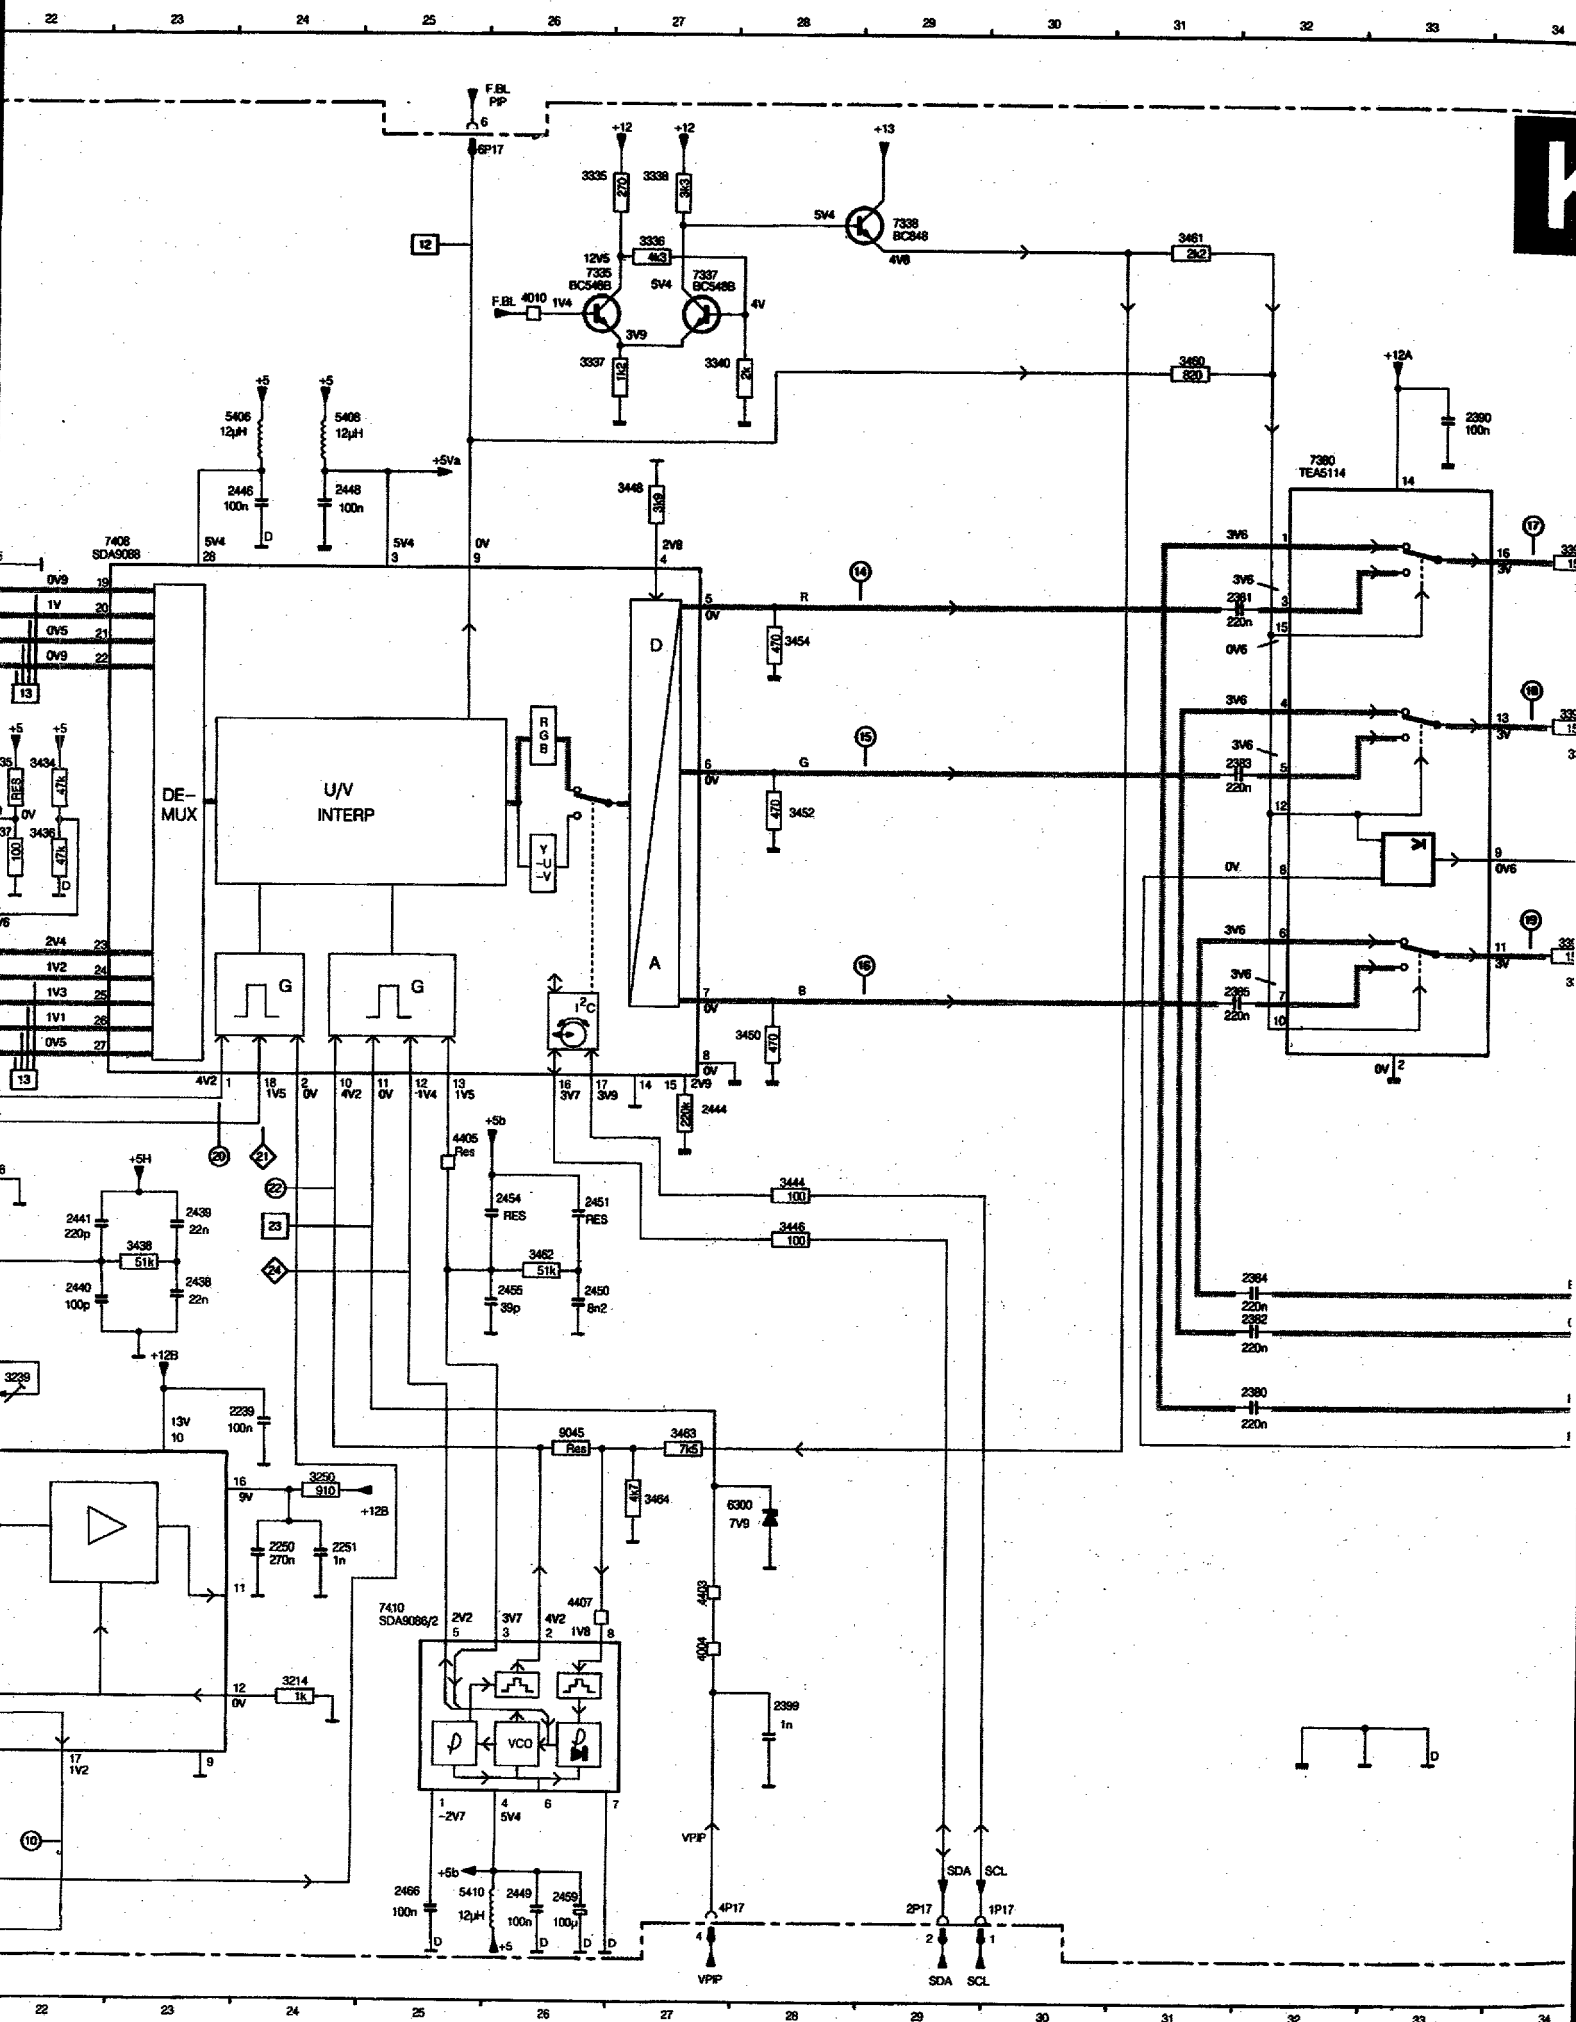 22 23 24 25 26 27 28 29 30 31 32 33 34
F.BL
PIP
6
6P17
+12 +12 +13
K
3335 270 3338 3k3
5V4
7338
BC848
4V8
12
3336
4k3
3461
2k2
12V5
7335
BC548B
5V4
7337
BC548B
F.BL 4010 1V4
4V
3V9
3337 1k2
3340 2k
3460
820
+12A
2390
100n
+5 +5
5406
12µH
5408
12µH
+5Va
2446
100n
2448
100n
D
3448 3k9
7380
TEA5114
14
7408
SDA9088
5V4
28
5V4
3
0V
9
2V8
4
0V9 19
1V 20
0V5 21
0V9 22
13
5
0V
R
14
470 3454
3V6 1
3V6
2381
220n
3
15
0V6
16
3V
17
D
+5 +5
RES
3434 47k
0V
100
3436 47k
D
DE-
MUX
U/V
INTERP
R
G
B
Y
-U
-V
6
0V
G
15
470 3452
3V6 4
3V6
2383
220n
5
12
13
3V
18
0V 8
9
0V6
2V4 23
1V2 24
1V3 25
1V1 26
0V5 27
13
G G
I²C
A
7
0V
B
16
3450 470
3V6 6
3V6
2385
220n
7
10
11
3V
19
8
0V
0V 2
4V2 1
18
1V5
2
0V
10
4V2
11
0V
12
-1V4
13
1V5
16
3V7
17
3V9
14 15 2V9
220k 2444
20 21
+5b
4405
Res
+5H
22
23
24
2454
RES
2451
RES
3444
100
3446
100
2441
220p
2439
22n
3438
51k
2440
100p
2438
22n
3462
51k
2455
39p
2450
8n2
2384
220n
2382
220n
2380
220n
+12B
3239
13V
10
2239
100n
9045
Res
3463
7k5
4k7 3464
16
9V
3250
910
+12B
2250
270n
2251
1n
11
6300
7V9
4403
4004
7410
SDA9086/2
2V2
5
3V7
3
4V2
2
4407
1V8 8
VCO
12
0V
3214
1k
2399
1n
17
1V2
9
1
-2V7
4
5V4
6 7
D
10
VPIP
+5b
2466
100n
5410
12µH
2449
100n
2459
100µ
D D D D
+5
SDA SCL
4P17 2P17 1P17
4 2 1
VPIP SDA SCL
22 23 24 25 26 27 28 29 30 31 32 33 34